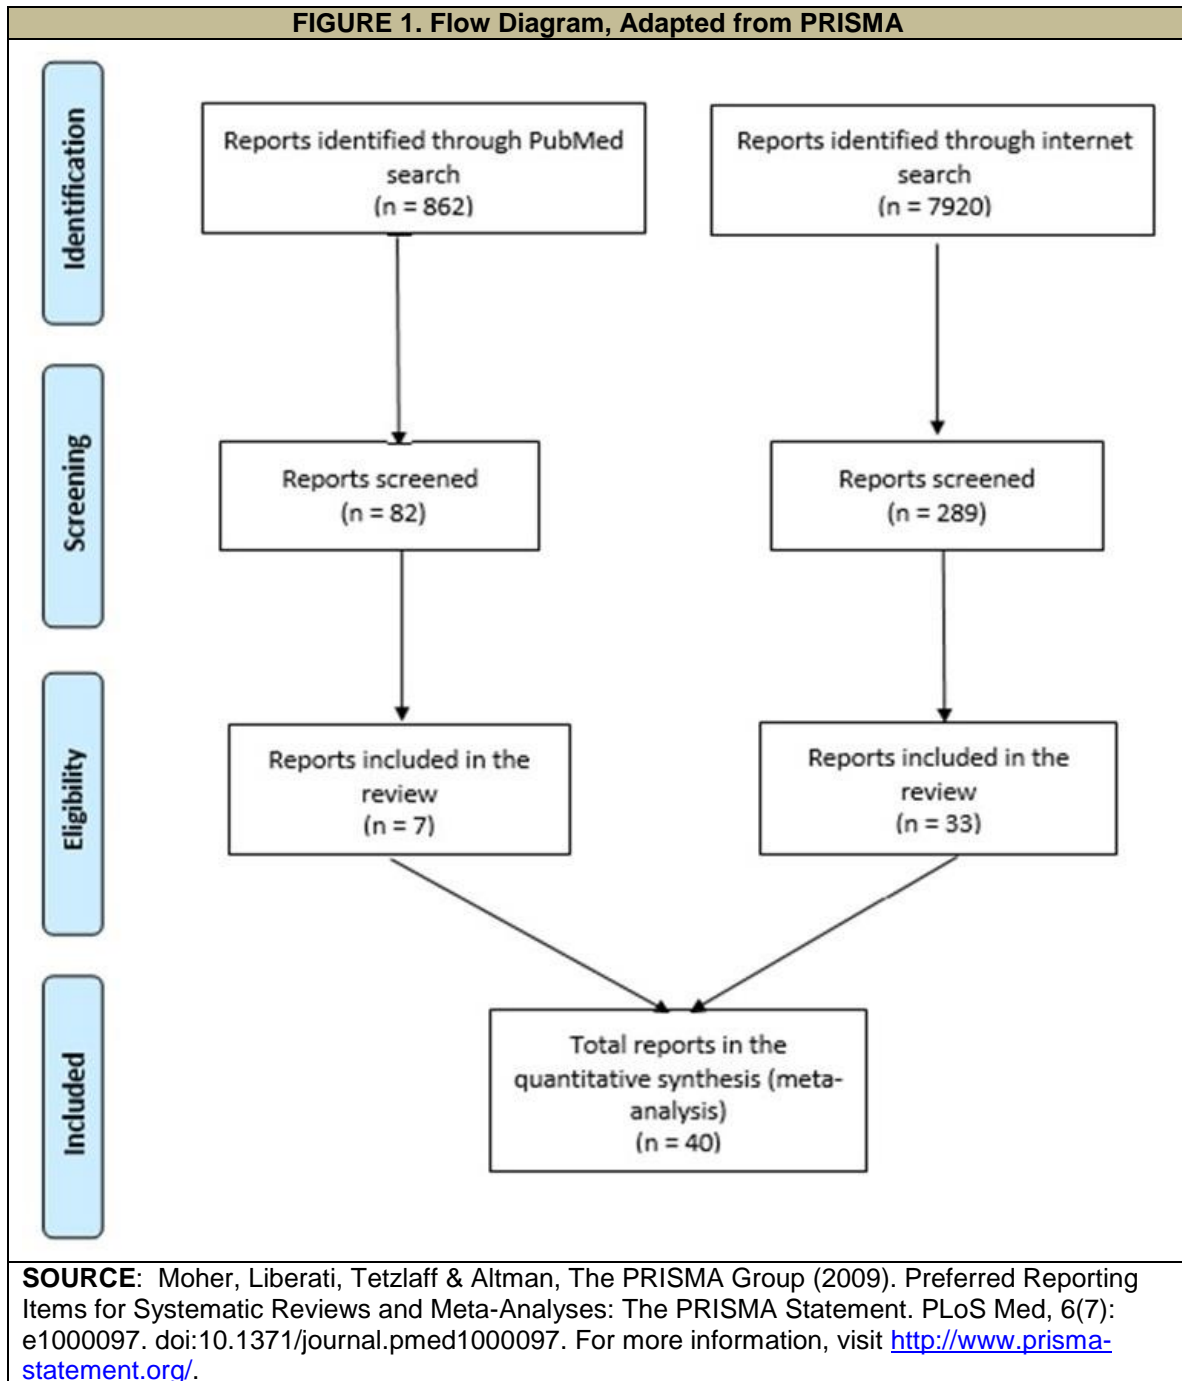 FIGURE 1. Flow Diagram, Adapted from PRISMA
Identification
Reports identified through PubMed
search
(n = 862)
Reports identified through internet
search
(n = 7920)
Screening
Reports screened
(n = 82)
Reports screened
(n = 289)
Eligibility
Reports included in the
review
(n = 7)
Reports included in the
review
(n = 33)
Included
Total reports in the
quantitative synthesis (meta-
analysis)
(n = 40)
SOURCE:  Moher, Liberati, Tetzlaff & Altman, The PRISMA Group (2009). Preferred Reporting
Items for Systematic Reviews and Meta-Analyses: The PRISMA Statement. PLoS Med, 6(7):
e1000097. doi:10.1371/journal.pmed1000097. For more information, visit http://www.prisma-
statement.org/.